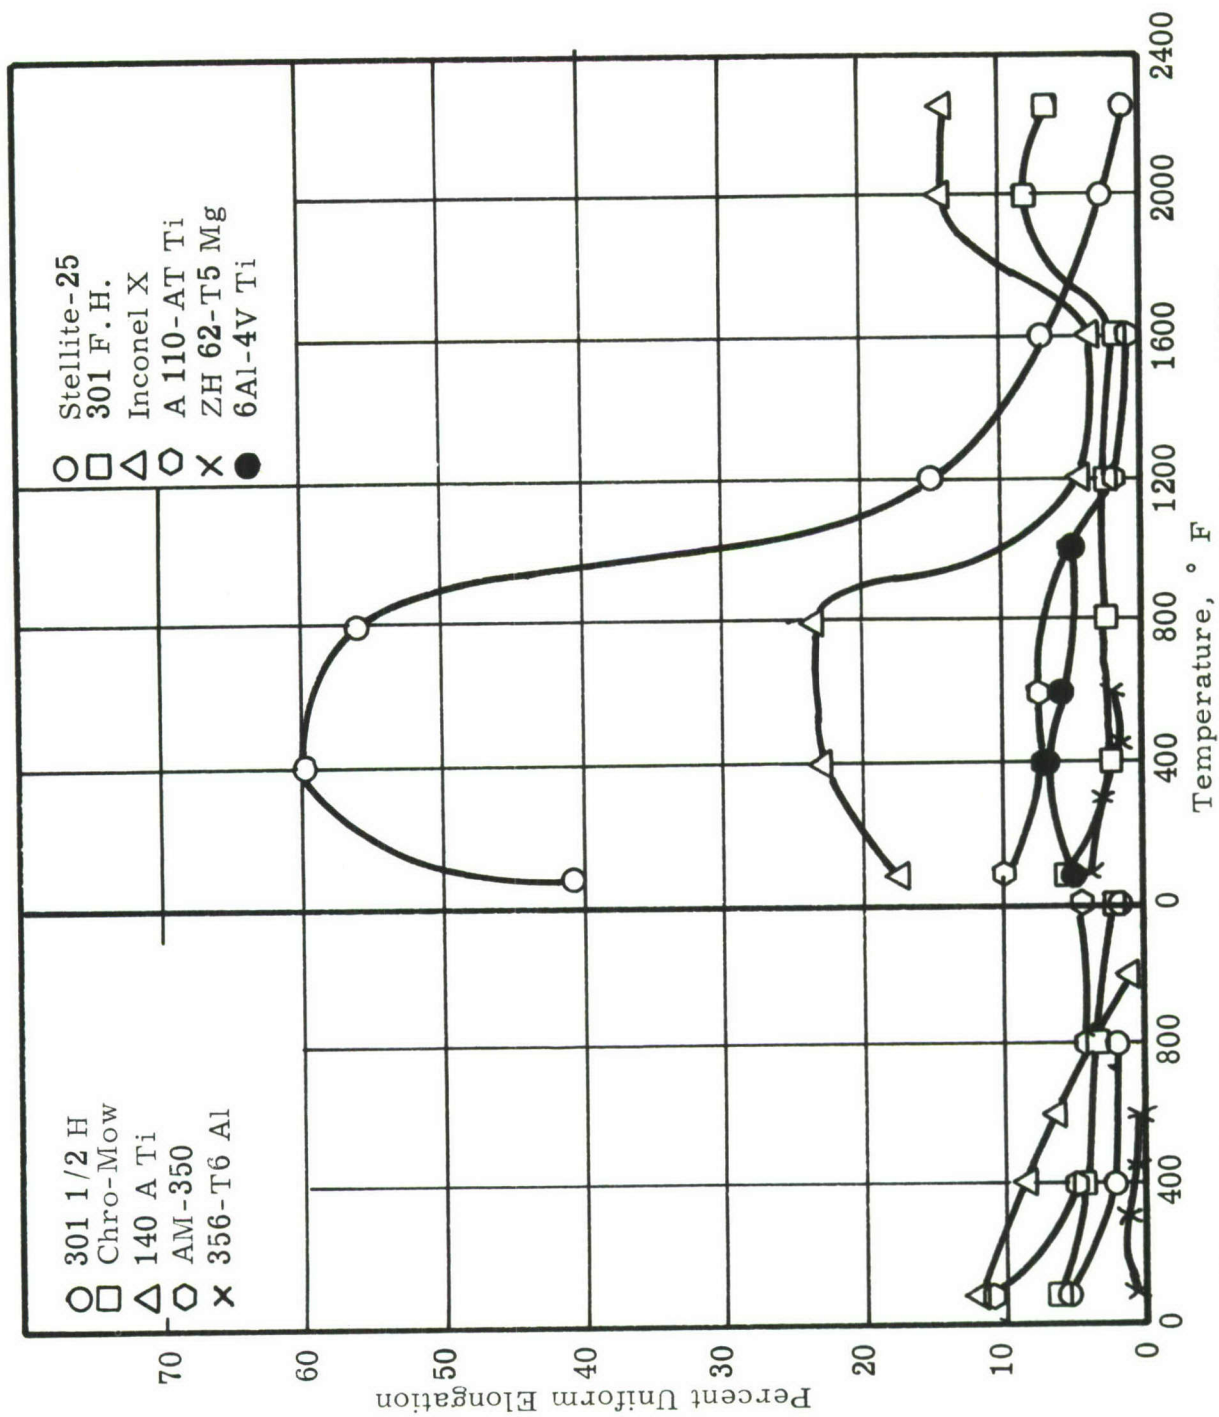 301 1/2 H
Chro-Mow
140 A Ti
AM-350
356-T6 Al
Stellite-25
301 F. H.
Inconel X
A 110-AT Ti
ZH 62-T5 Mg
6Al-4V Ti
Percent Uniform Elongation
70
60
50
40
30
20
10
0
0
400
800
0
400
800
1200
1600
2000
2400
Temperature, ° F